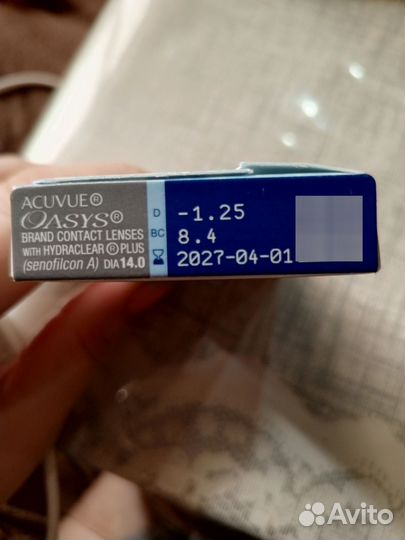 ACUVUE®
OASYS®
BRAND CONTACT LENSES
WITH HYDRACLEAR® PLUS
(senofilcon A) DIA 14.0
D -1.25
BC 8.4
2027-04-01
Avito